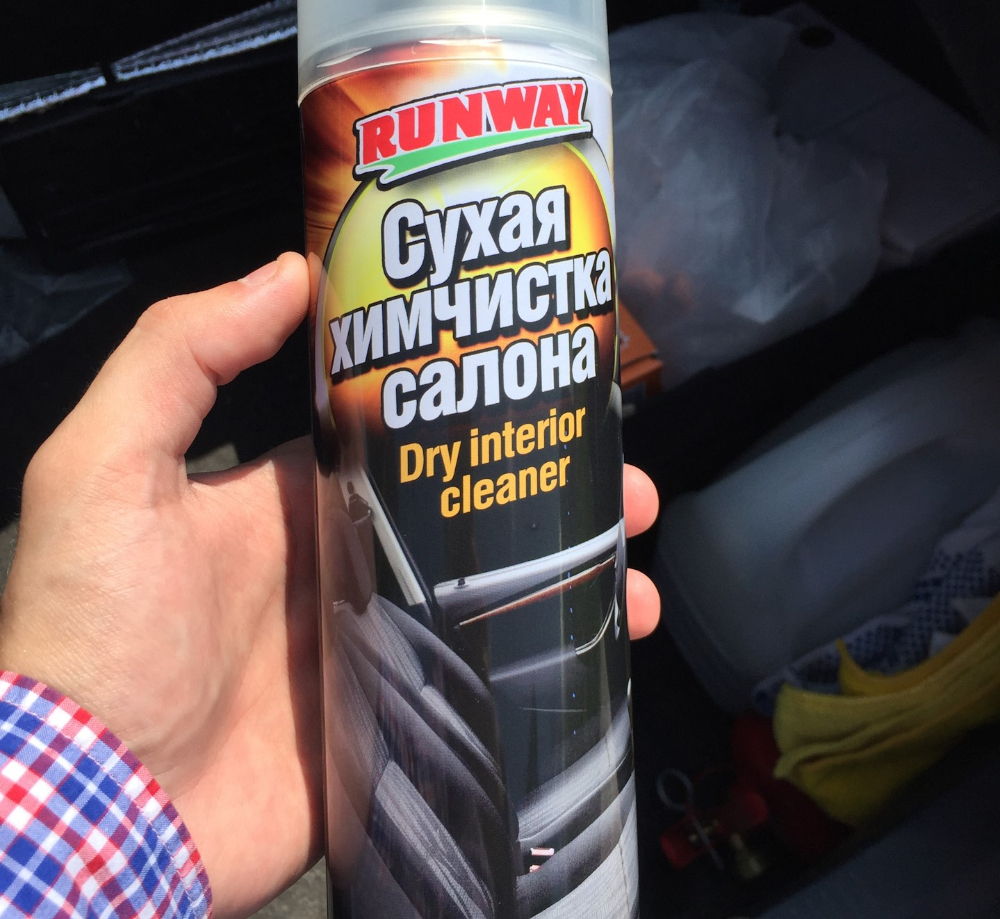 RUNWAY
Сухая
химчистка
салона
Dry interior
cleaner